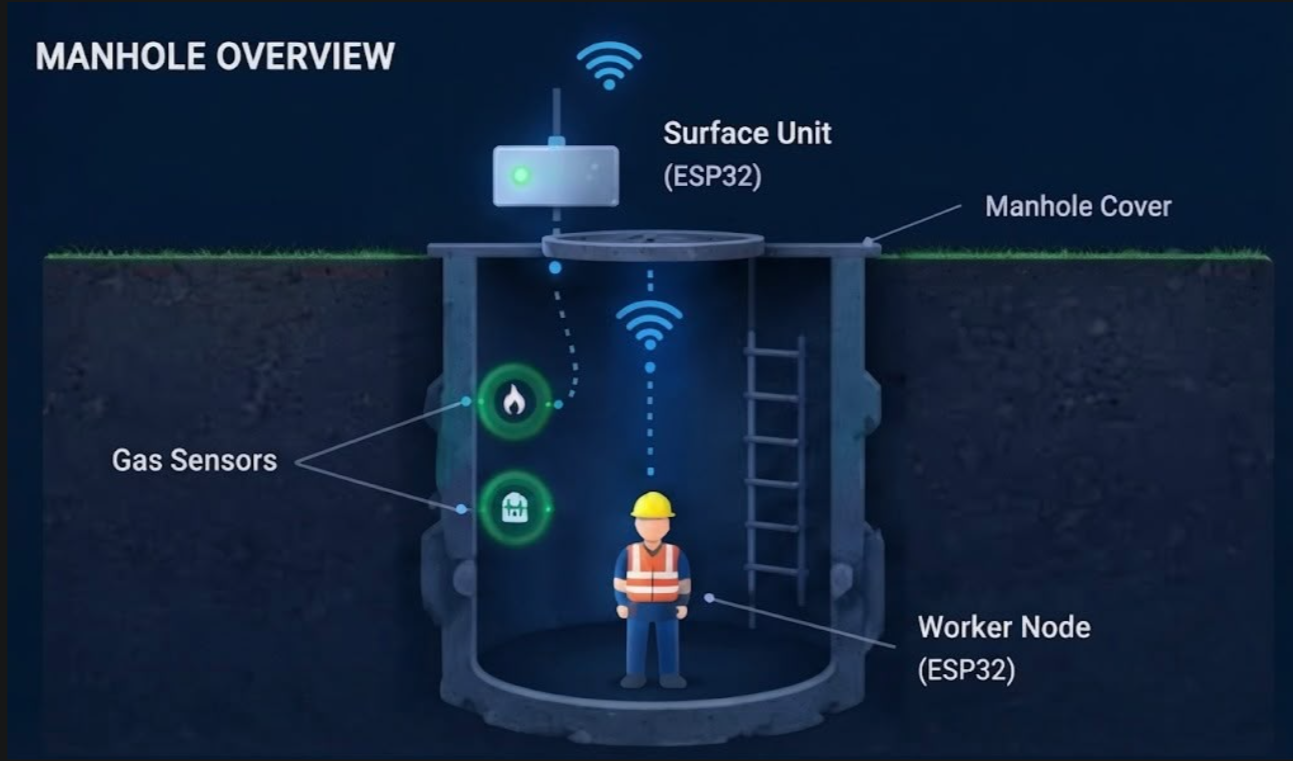 MANHOLE OVERVIEW
Surface Unit
(ESP32)
Manhole Cover
Gas Sensors
Worker Node
(ESP32)